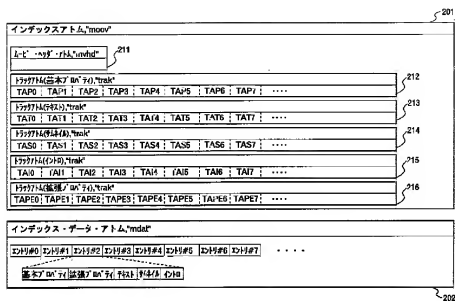 201
インデックスアトム,"moov"
ムービ・ヘッダ・アトム,"mvhd"
211
トラックアトム(基本プロパティ),"trak"
212
TAP0 TAP1 TAP2 TAP3 TAP4 TAP5 TAP6 TAP7 ・・・・
トラックアトム(テキスト),"trak"
213
TAT0 TAT1 TAT2 TAT3 TAT4 TAT5 TAT6 TAT7 ・・・・
トラックアトム(サムネイル),"trak"
214
TAS0 TAS1 TAS2 TAS3 TAS4 TAS5 TAS6 TAS7 ・・・・
トラックアトム(イントロ),"trak"
215
TAI0 TAI1 TAI2 TAI3 TAI4 TAI5 TAI6 TAI7 ・・・・
トラックアトム(拡張プロパティ),"trak"
216
TAPE0 TAPE1 TAPE2 TAPE3 TAPE4 TAPE5 TAPE6 TAPE7 ・・・・
インデックス・データ・アトム,"mdat"
エントリ#0 エントリ#1 エントリ#2 エントリ#3 エントリ#4 エントリ#5 エントリ#6 エントリ#7 ・・・・
基本プロパティ 拡張プロパティ テキスト サムネイル イントロ
202